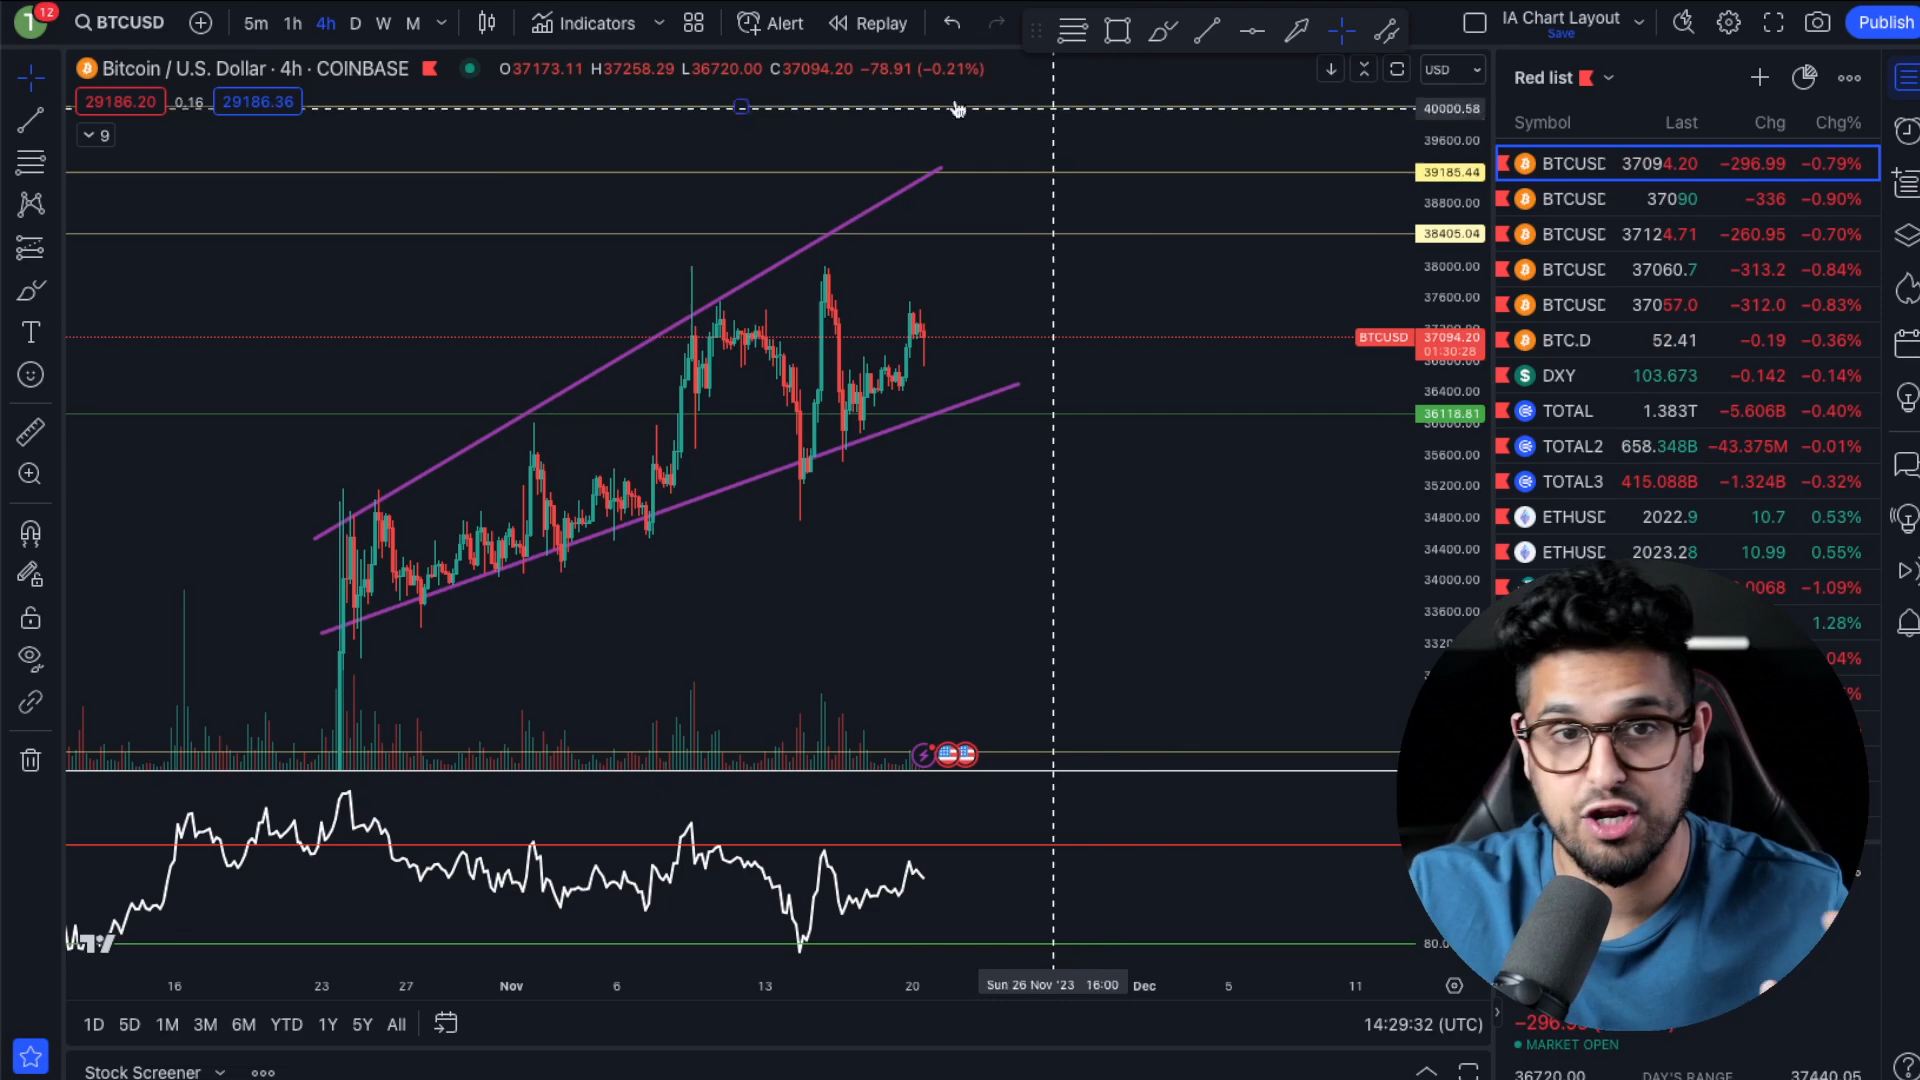 T 12 BTCUSD 5m 1h 4h D W M Indicators Alert Replay IA Chart Layout Save Publish
Bitcoin / U.S. Dollar · 4h · COINBASE O37173.11 H37258.29 L36720.00 C37094.20 −78.91 (−0.21%) USD
29186.20 0.16 29186.36
9
40000.58
39600.00
39185.44
38800.00
38405.04
38000.00
37600.00
BTCUSD 37094.20
01:30:28
36800.00
36400.00
36118.81
35600.00
35200.00
34800.00
34400.00
34000.00
33600.00
80.0
16 23 27 Nov 6 13 20 Sun 26 Nov '23 16:00 Dec 5 11
1D 5D 1M 3M 6M YTD 1Y 5Y All 14:29:32 (UTC)
Stock Screener
Red list
Symbol Last Chg Chg%
BTCUSD 37094.20 −296.99 −0.79%
BTCUSD 37090 −336 −0.90%
BTCUSD 37124.71 −260.95 −0.70%
BTCUSD 37060.7 −313.2 −0.84%
BTCUSD 37057.0 −312.0 −0.83%
BTC.D 52.41 −0.19 −0.36%
DXY 103.673 −0.142 −0.14%
TOTAL 1.383T −5.606B −0.40%
TOTAL2 658.348B −43.375M −0.01%
TOTAL3 415.088B −1.324B −0.32%
ETHUSD 2022.9 10.7 0.53%
ETHUSD 2023.28 10.99 0.55%
.0068 −1.09%
1.28%
04%
MARKET OPEN
36720.00 DAY'S RANGE 37440.05